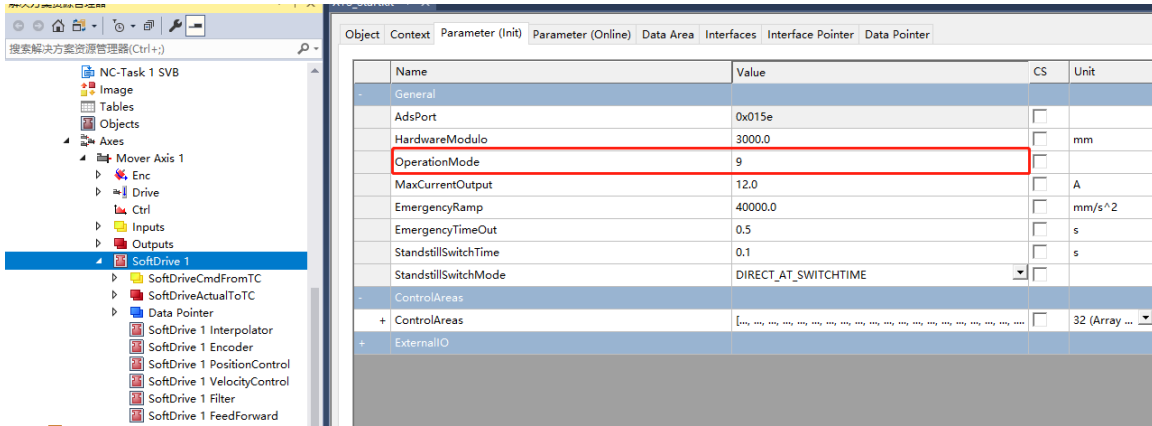 搜索解决方案资源管理器(Ctrl+;)
NC-Task 1 SVB
Image
Tables
Objects
Axes
Mover Axis 1
Enc
Drive
Ctrl
Inputs
Outputs
SoftDrive 1
SoftDriveCmdFromTC
SoftDriveActualToTC
Data Pointer
SoftDrive 1 Interpolator
SoftDrive 1 Encoder
SoftDrive 1 PositionControl
SoftDrive 1 VelocityControl
SoftDrive 1 Filter
SoftDrive 1 FeedForward
Object Context Parameter (Init) Parameter (Online) Data Area Interfaces Interface Pointer Data Pointer
Name Value CS Unit
- General
AdsPort 0x015e
HardwareModulo 3000.0 mm
OperationMode 9
MaxCurrentOutput 12.0 A
EmergencyRamp 40000.0 mm/s^2
EmergencyTimeOut 0.5 s
StandstillSwitchTime 0.1 s
StandstillSwitchMode DIRECT_AT_SWITCHTIME
- ControlAreas
+ ControlAreas [..., ..., ..., ..., ..., ..., ..., ..., ..., ..., ..., ..., ..., ..., ..., ..., ..., ..., ..., .... 32 (Array ...
+ ExternalIO